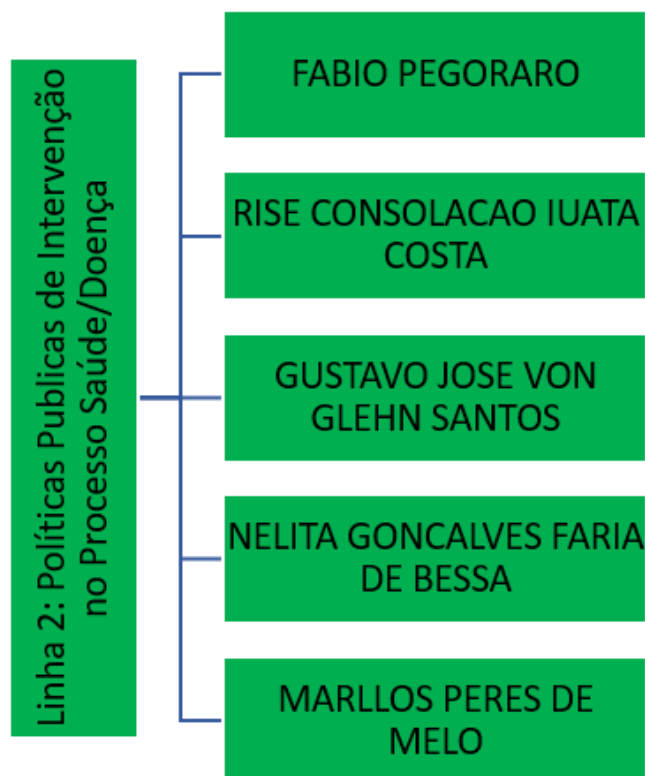 Linha 2: Políticas Publicas de Intervenção
no Processo Saúde/Doença
FABIO PEGORARO
RISE CONSOLACAO IUATA
COSTA
GUSTAVO JOSE VON
GLEHN SANTOS
NELITA GONCALVES FARIA
DE BESSA
MARLLOS PERES DE
MELO